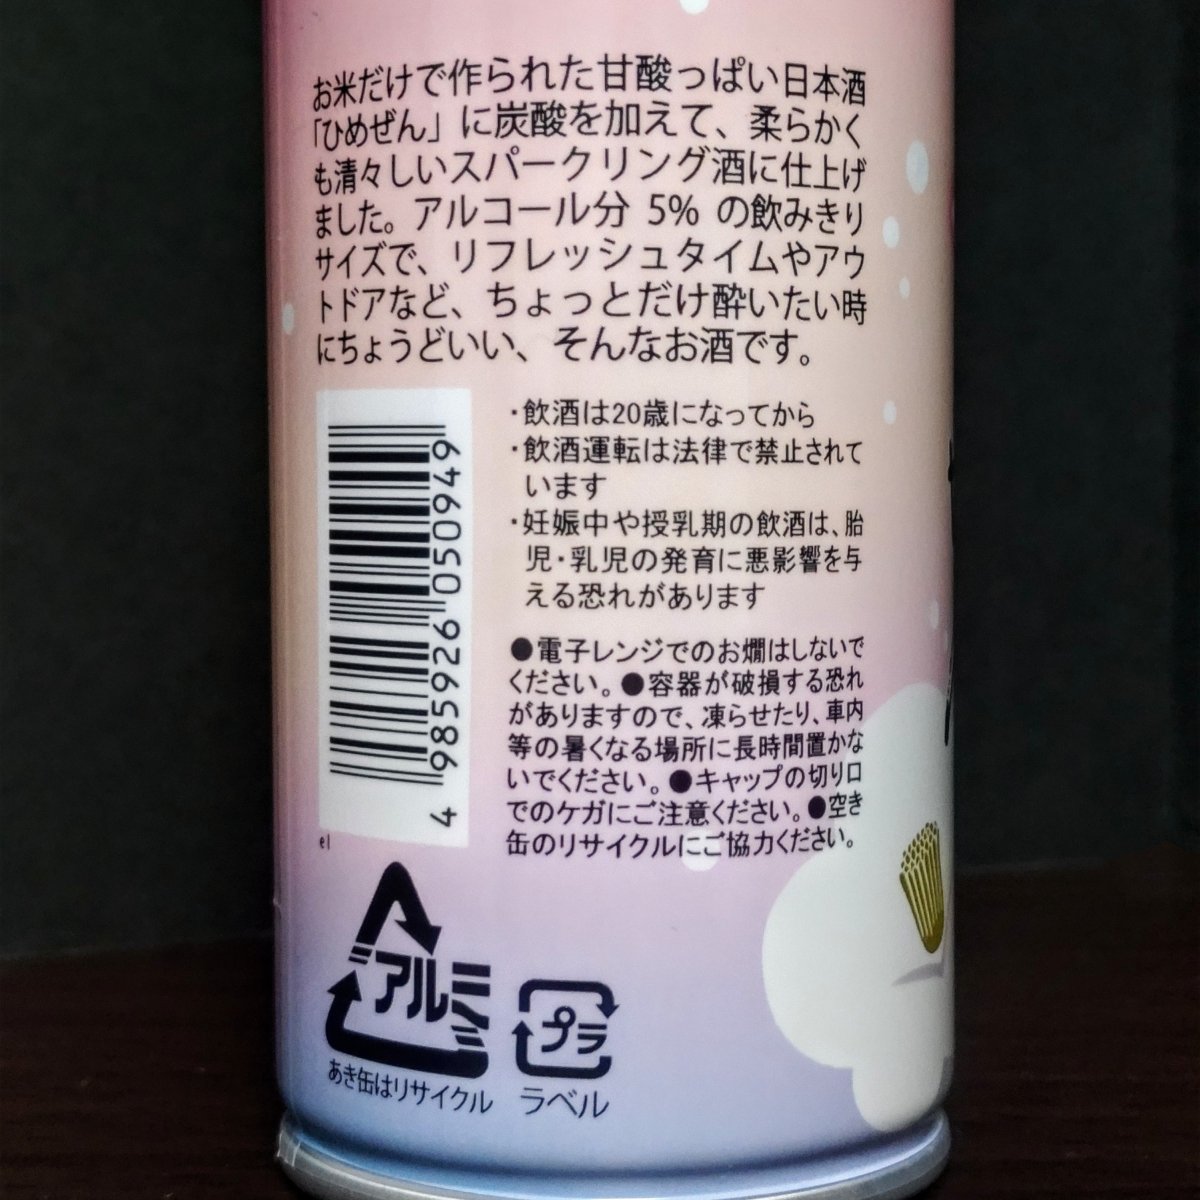 お米だけで作られた甘酸っぱい日本酒
「ひめぜん」に炭酸を加えて、柔らかく
も清々しいスパークリング酒に仕上げ
ました。アルコール分 5% の飲みきり
サイズで、リフレッシュタイムやアウ
トドアなど、ちょっとだけ酔いたい時
にちょうどいい、そんなお酒です。
・飲酒は20歳になってから
・飲酒運転は法律で禁止されて
います
・妊娠中や授乳期の飲酒は、胎
児・乳児の発育に悪影響を与
える恐れがあります
●電子レンジでのお燗はしないで
ください。●容器が破損する恐れ
がありますので、凍らせたり、車内
等の暑くなる場所に長時間置かな
いでください。●キャップの切り口
でのケガにご注意ください。●空き
缶のリサイクルにご協力ください。
4 985926 050949
el
アルミ
あき缶はリサイクル
プラ
ラベル